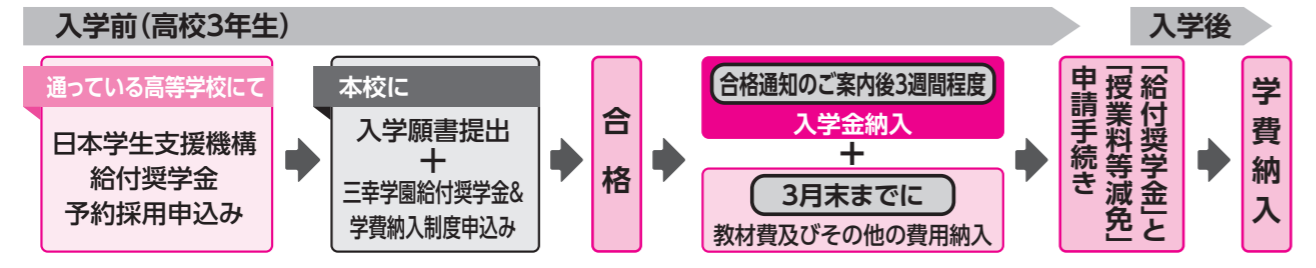 入学前(高校3年生)
入学後
通っている高等学校にて
日本学生支援機構
給付奨学金
予約採用申込み
本校に
入学願書提出
+
三幸学園給付奨学金&
学費納入制度申込み
合格
合格通知のご案内後3週間程度
入学金納入
+
3月末までに
教材費及びその他の費用納入
「給付奨学金」と
「授業料等減免」
申請手続き
学費納入